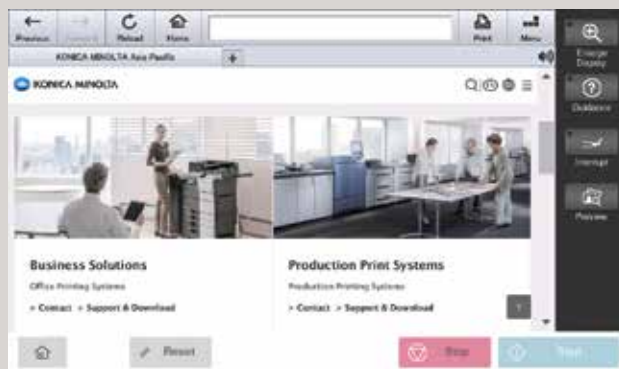 Previous Forward Reload Home Print Menu
KONICA MINOLTA Asia Pacific +
Enlarge
Display
KONICA MINOLTA
Guidance
Interrupt
Preview
Business Solutions
Office Printing Systems
> Contact > Support & Download
Production Print Systems
Production Printing Systems
> Contact > Support & Download
Reset Stop Start